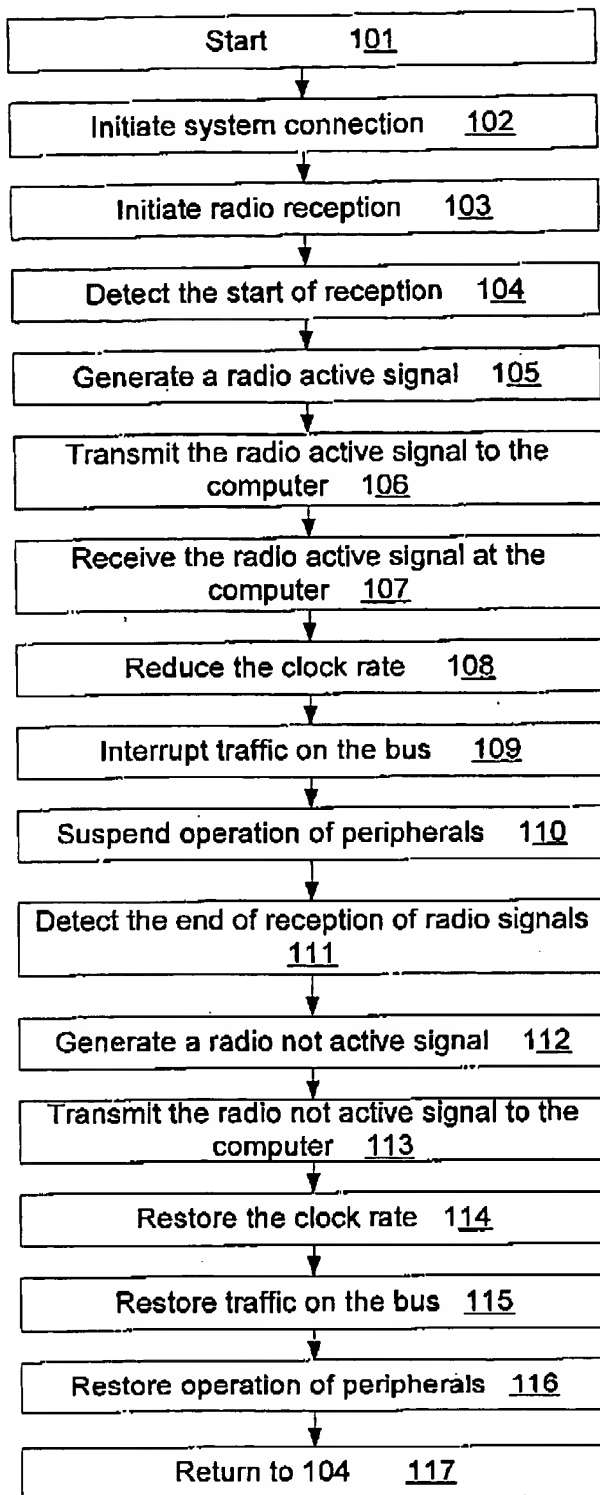 Start 101
Initiate system connection 102
Initiate radio reception 103
Detect the start of reception 104
Generate a radio active signal 105
Transmit the radio active signal to the
computer 106
Receive the radio active signal at the
computer 107
Reduce the clock rate 108
Interrupt traffic on the bus 109
Suspend operation of peripherals 110
Detect the end of reception of radio signals
111
Generate a radio not active signal 112
Transmit the radio not active signal to the
computer 113
Restore the clock rate 114
Restore traffic on the bus 115
Restore operation of peripherals 116
Return to 104 117